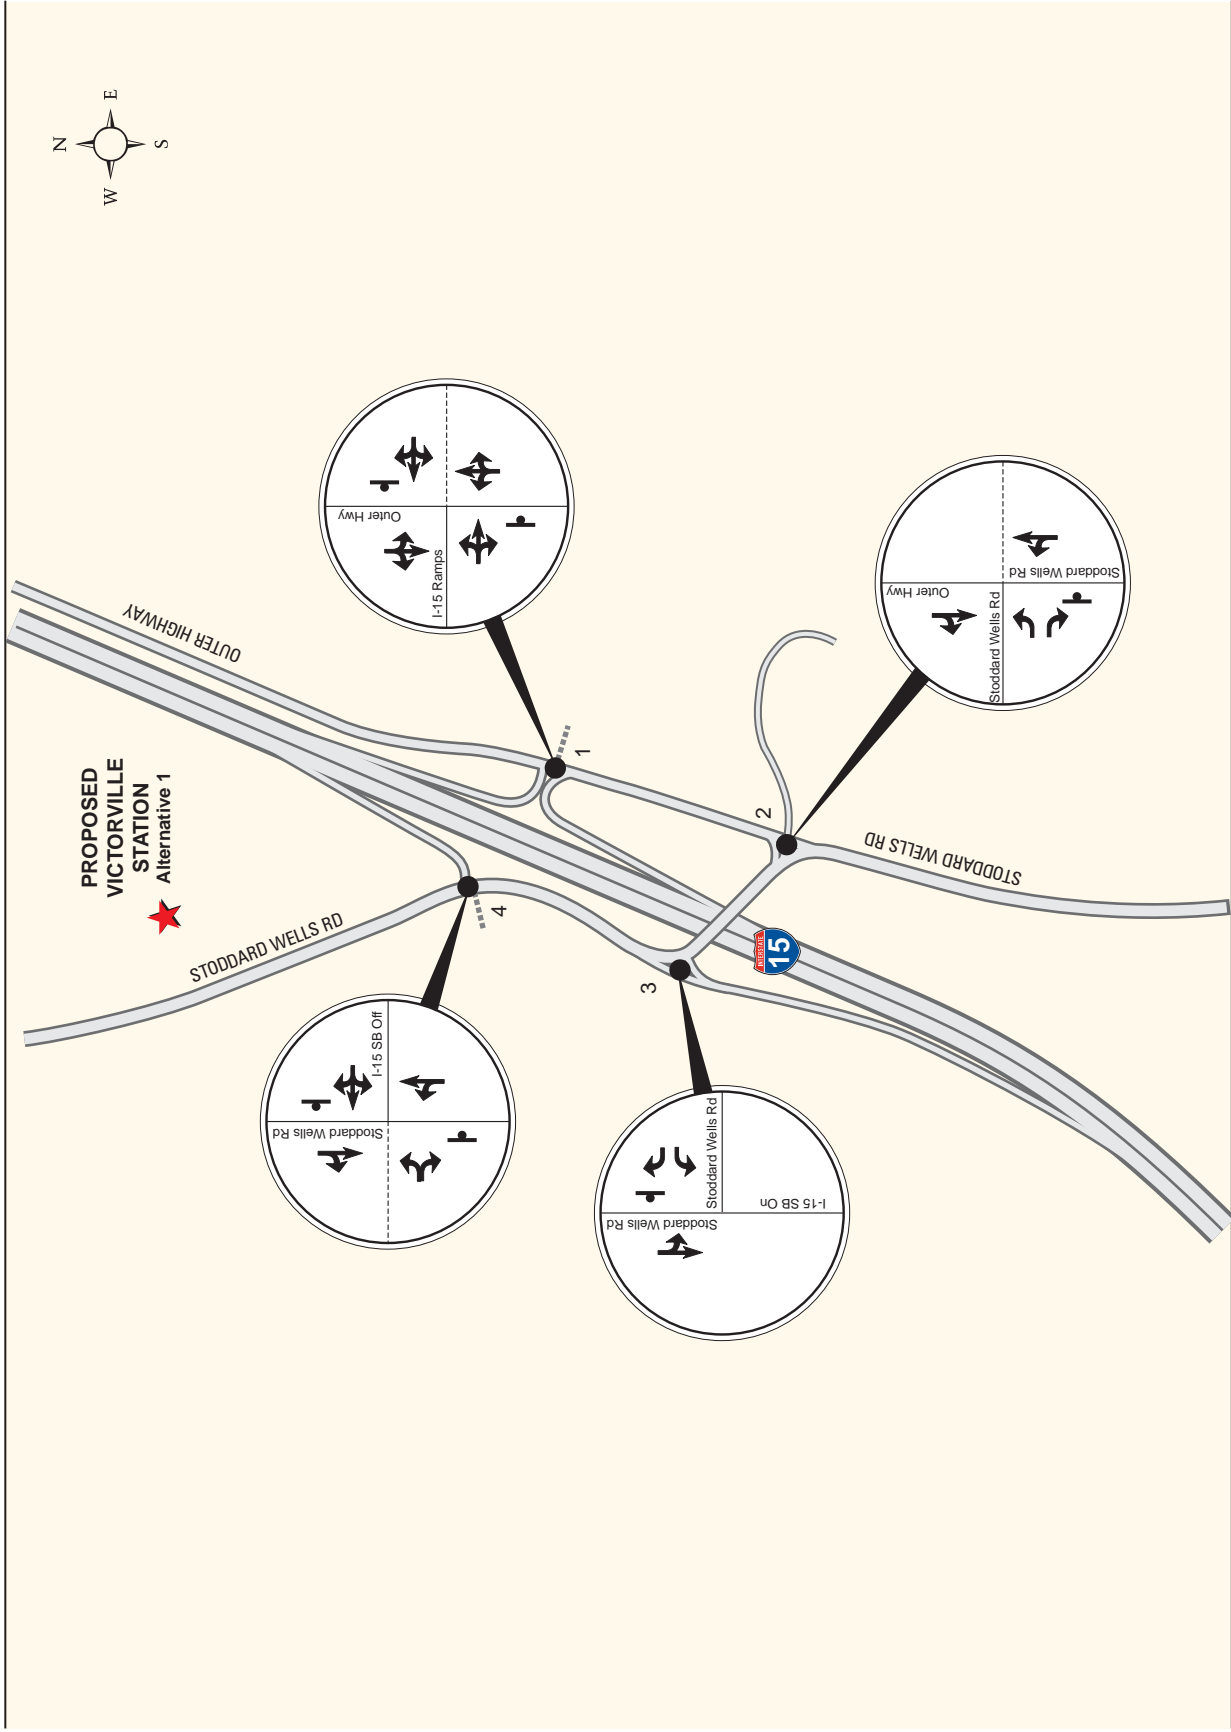 N
W
E
S
PROPOSED
VICTORVILLE
STATION
Alternative 1
OUTER HIGHWAY
STODDARD WELLS RD
STODDARD WELLS RD
INTERSTATE
15
1
2
3
4
Outer Hwy
I-15 Ramps
Outer Hwy
Stoddard Wells Rd
Stoddard Wells Rd
Stoddard Wells Rd
I-15 SB Off
Stoddard Wells Rd
Stoddard Wells Rd
I-15 SB On